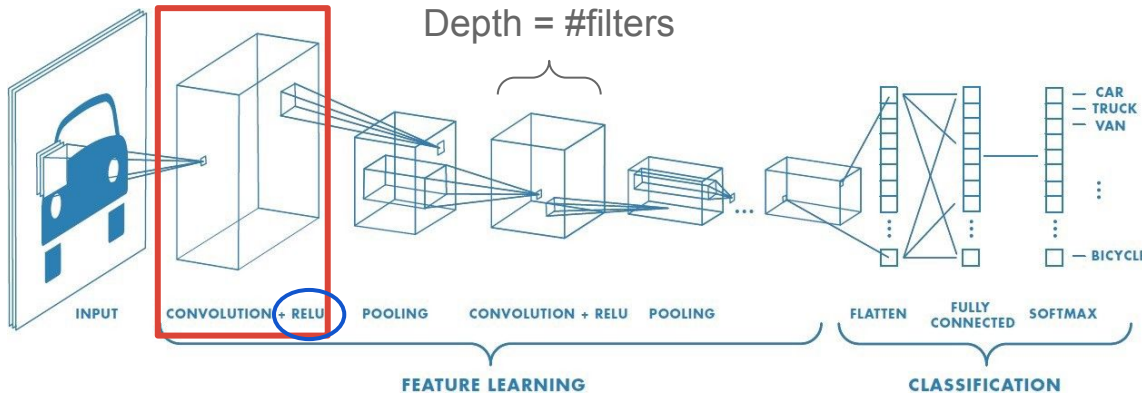 Depth = #filters
CAR
TRUCK
VAN
BICYCLE
INPUT
CONVOLUTION + RELU
POOLING
CONVOLUTION + RELU
POOLING
FLATTEN
FULLY
CONNECTED
SOFTMAX
FEATURE LEARNING
CLASSIFICATION